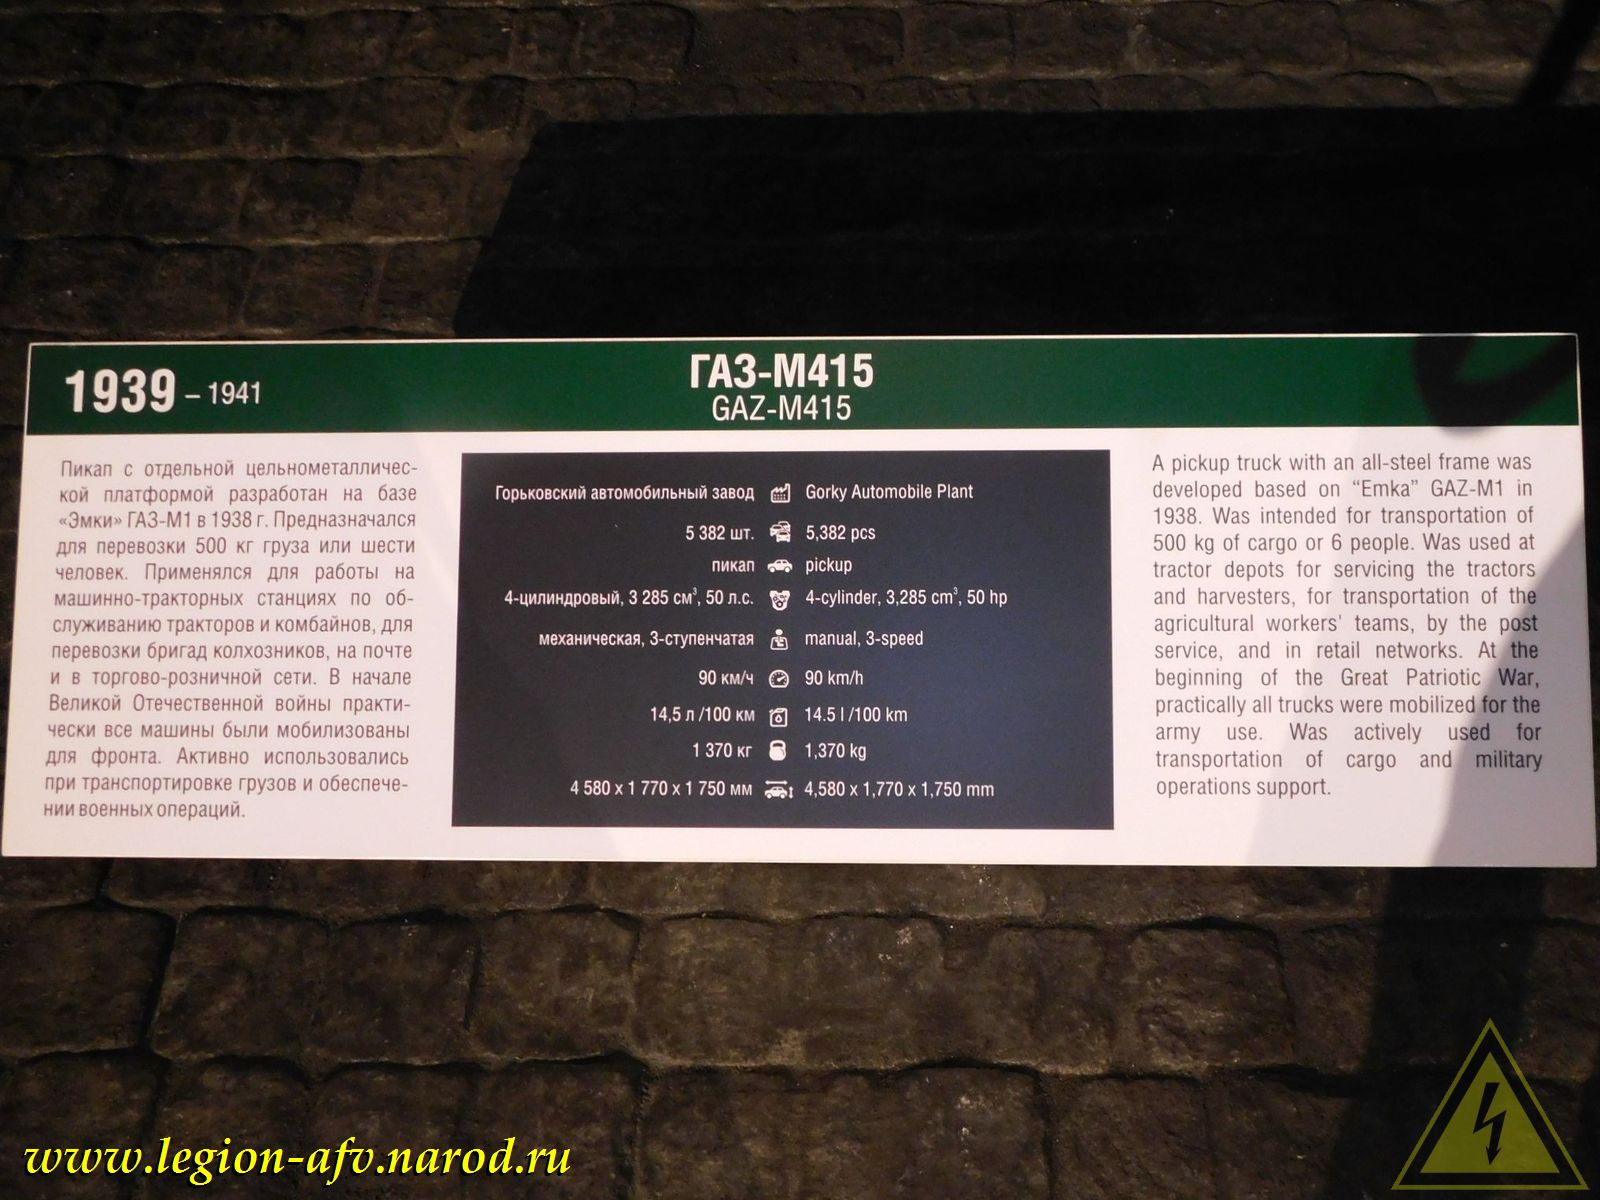 1939 – 1941
ГАЗ-М415
GAZ-M415
Пикап с отдельной цельнометалличес-
кой платформой разработан на базе
«Эмки» ГАЗ-М1 в 1938 г. Предназначался
для перевозки 500 кг груза или шести
человек. Применялся для работы на
машинно-тракторных станциях по об-
служиванию тракторов и комбайнов, для
перевозки бригад колхозников, на почте
и в торгово-розничной сети. В начале
Великой Отечественной войны практи-
чески все машины были мобилизованы
для фронта. Активно использовались
при транспортировке грузов и обеспече-
нии военных операций.
Горьковский автомобильный завод Gorky Automobile Plant
5 382 шт. 5,382 pcs
пикап pickup
4-цилиндровый, 3 285 см³, 50 л.с. 4-cylinder, 3,285 cm³, 50 hp
механическая, 3-ступенчатая manual, 3-speed
90 км/ч 90 km/h
14,5 л /100 км 14.5 l /100 km
1 370 кг 1,370 kg
4 580 x 1 770 x 1 750 мм 4,580 x 1,770 x 1,750 mm
A pickup truck with an all-steel frame was
developed based on “Emka” GAZ-M1 in
1938. Was intended for transportation of
500 kg of cargo or 6 people. Was used at
tractor depots for servicing the tractors
and harvesters, for transportation of the
agricultural workers' teams, by the post
service, and in retail networks. At the
beginning of the Great Patriotic War,
practically all trucks were mobilized for the
army use. Was actively used for
transportation of cargo and military
operations support.
www.legion-afv.narod.ru